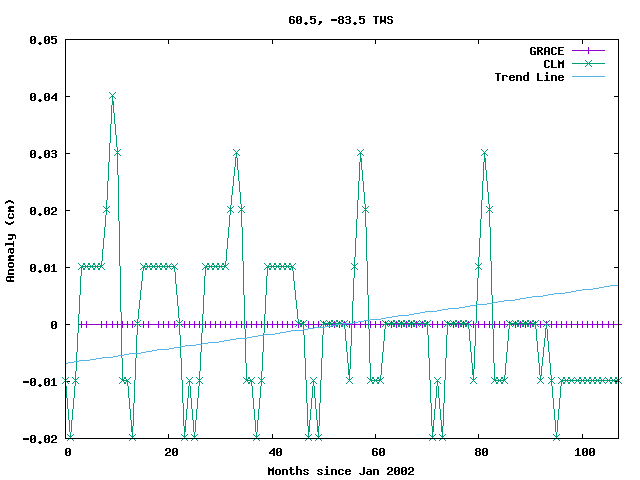 60.5, -83.5 TWS
GRACE
CLM
Trend Line
0.05
0.04
0.03
0.02
0.01
0
-0.01
-0.02
Anomaly (cm)
0 20 40 60 80 100
Months since Jan 2002